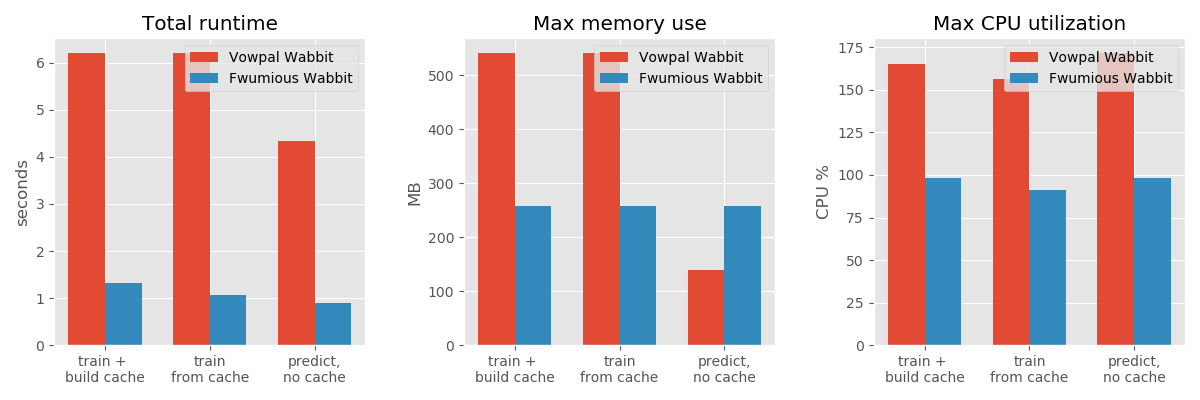 Total runtime
Vowpal Wabbit
Fwumious Wabbit
seconds
6
5
4
3
2
1
0
train +
build cache
train
from cache
predict,
no cache
Max memory use
Vowpal Wabbit
Fwumious Wabbit
MB
500
400
300
200
100
0
train +
build cache
train
from cache
predict,
no cache
Max CPU utilization
Vowpal Wabbit
Fwumious Wabbit
CPU %
175
150
125
100
75
50
25
0
train +
build cache
train
from cache
predict,
no cache